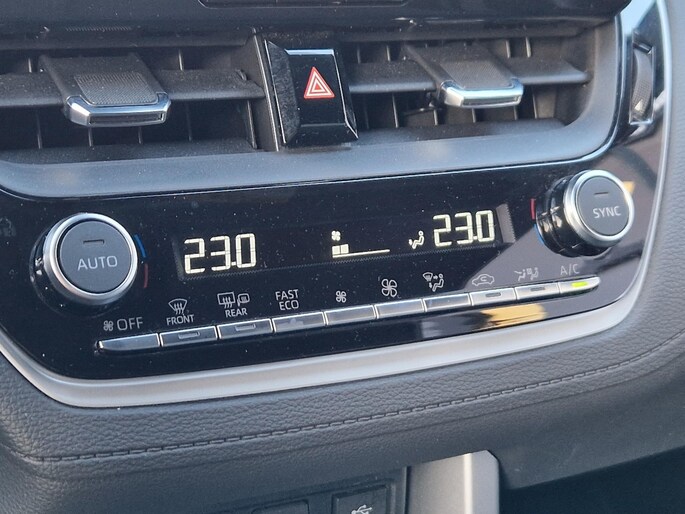 23.0 23.0
AUTO SYNC
OFF FRONT REAR FAST ECO A/C